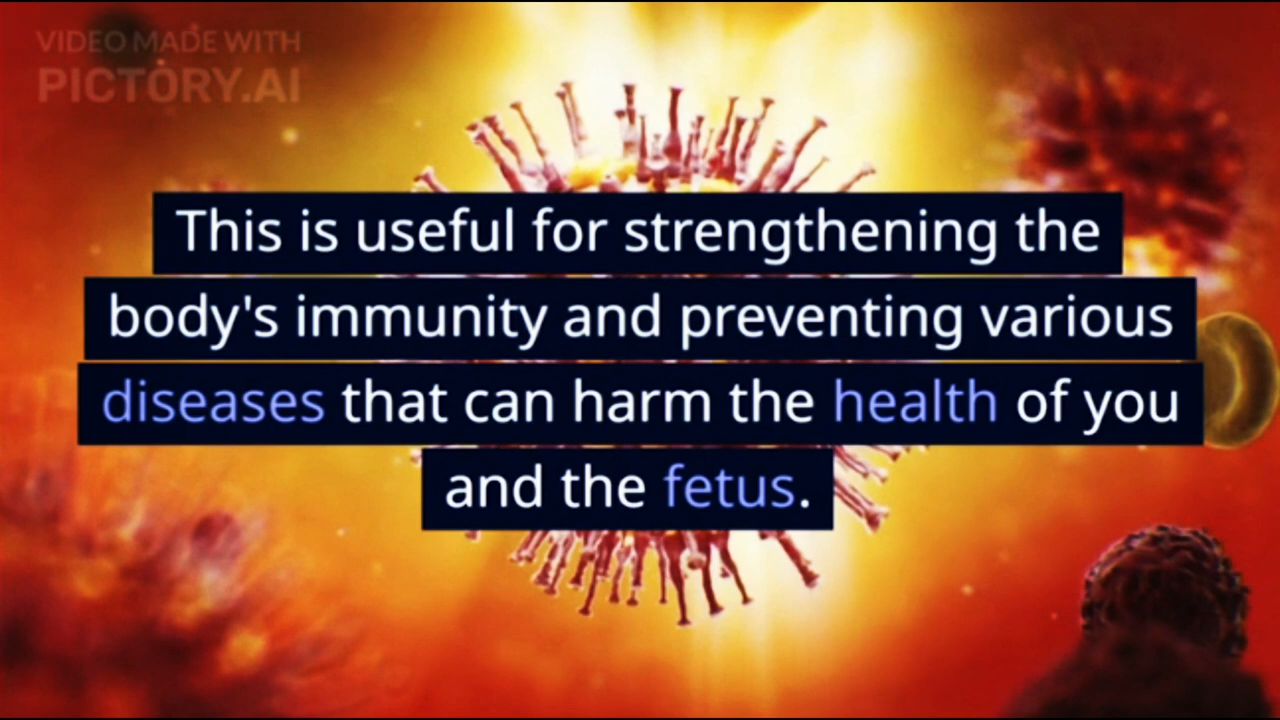 VIDEO MADE WITH
PICTORY.AI
This is useful for strengthening the
body's immunity and preventing various
diseases that can harm the health of you
and the fetus.